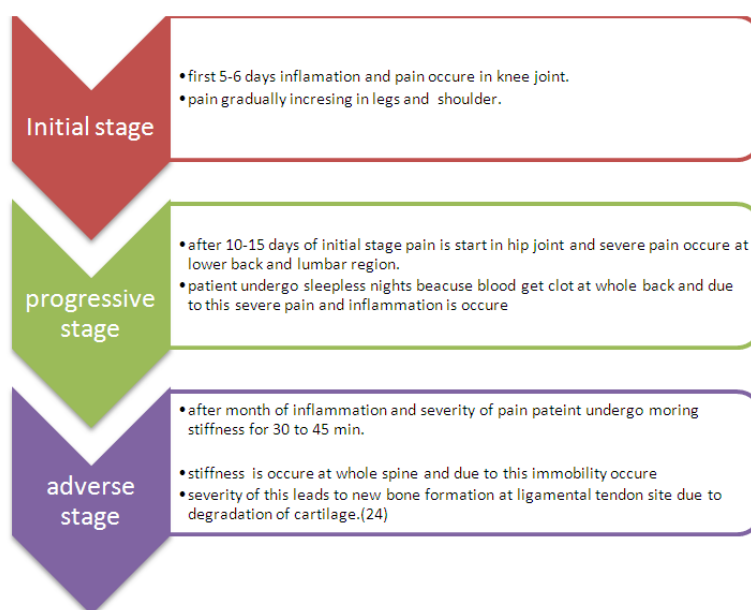 Initial stage
•first 5-6 days inflamation and pain occure in knee joint.
•pain gradually incresing in legs and shoulder.
progressive
stage
•after 10-15 days of initial stage pain is start in hip joint and severe pain occure at
lower back and lumbar region.
•patient undergo sleepless nights beacuse blood get clot at whole back and due
to this severe pain and inflammation is occure
adverse
stage
•after month of inflammation and severity of pain pateint undergo moring
stiffness for 30 to 45 min.
stiffness is occure at whole spine and due to this immobility occure
•severity of this leads to new bone formation at ligamental tendon site due to
degradation of cartilage.(24)